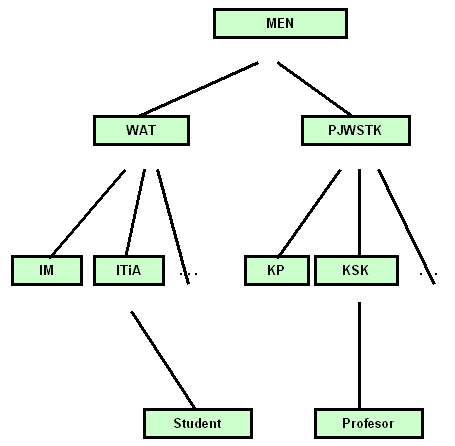 MEN
WAT
PJWSTK
IM
ITiA
...
KP
KSK
...
Student
Profesor